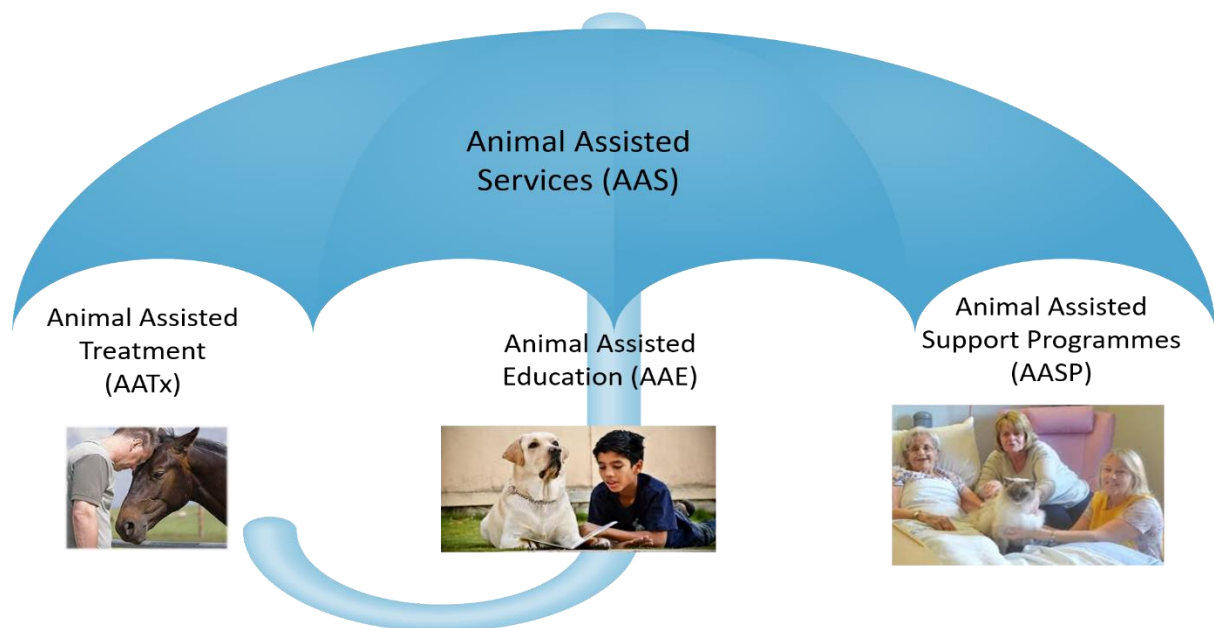 Animal Assisted
Services (AAS)
Animal Assisted
Treatment
(AATx)
Animal Assisted
Education (AAE)
Animal Assisted
Support Programmes
(AASP)